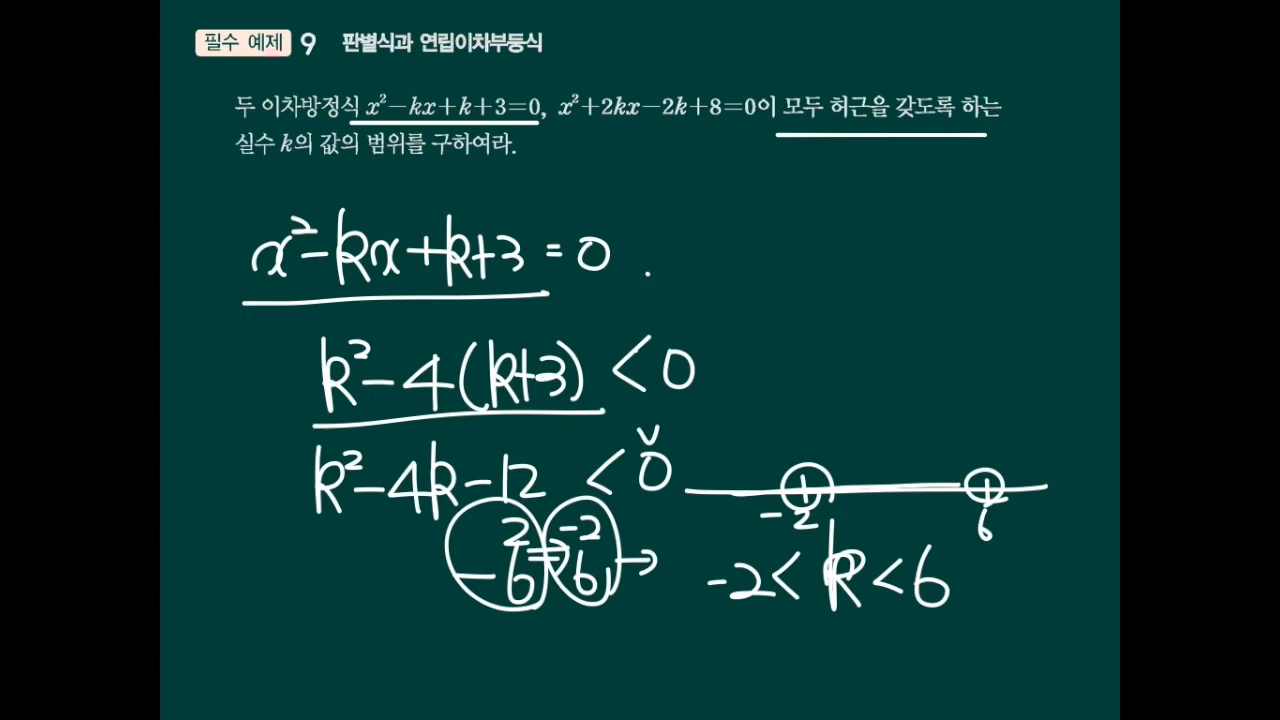 필수 예제 9 판별식과 연립이차부등식
두 이차방정식 x²−kx+k+3=0, x²+2kx−2k+8=0이 모두 허근을 갖도록 하는
실수 k의 값의 범위를 구하여라.
x²−kx+k+3 = 0
k²−4(k+3) < 0
k²−4k−12 < 0
2 −2
−6 6
−2 6
→ −2<k<6